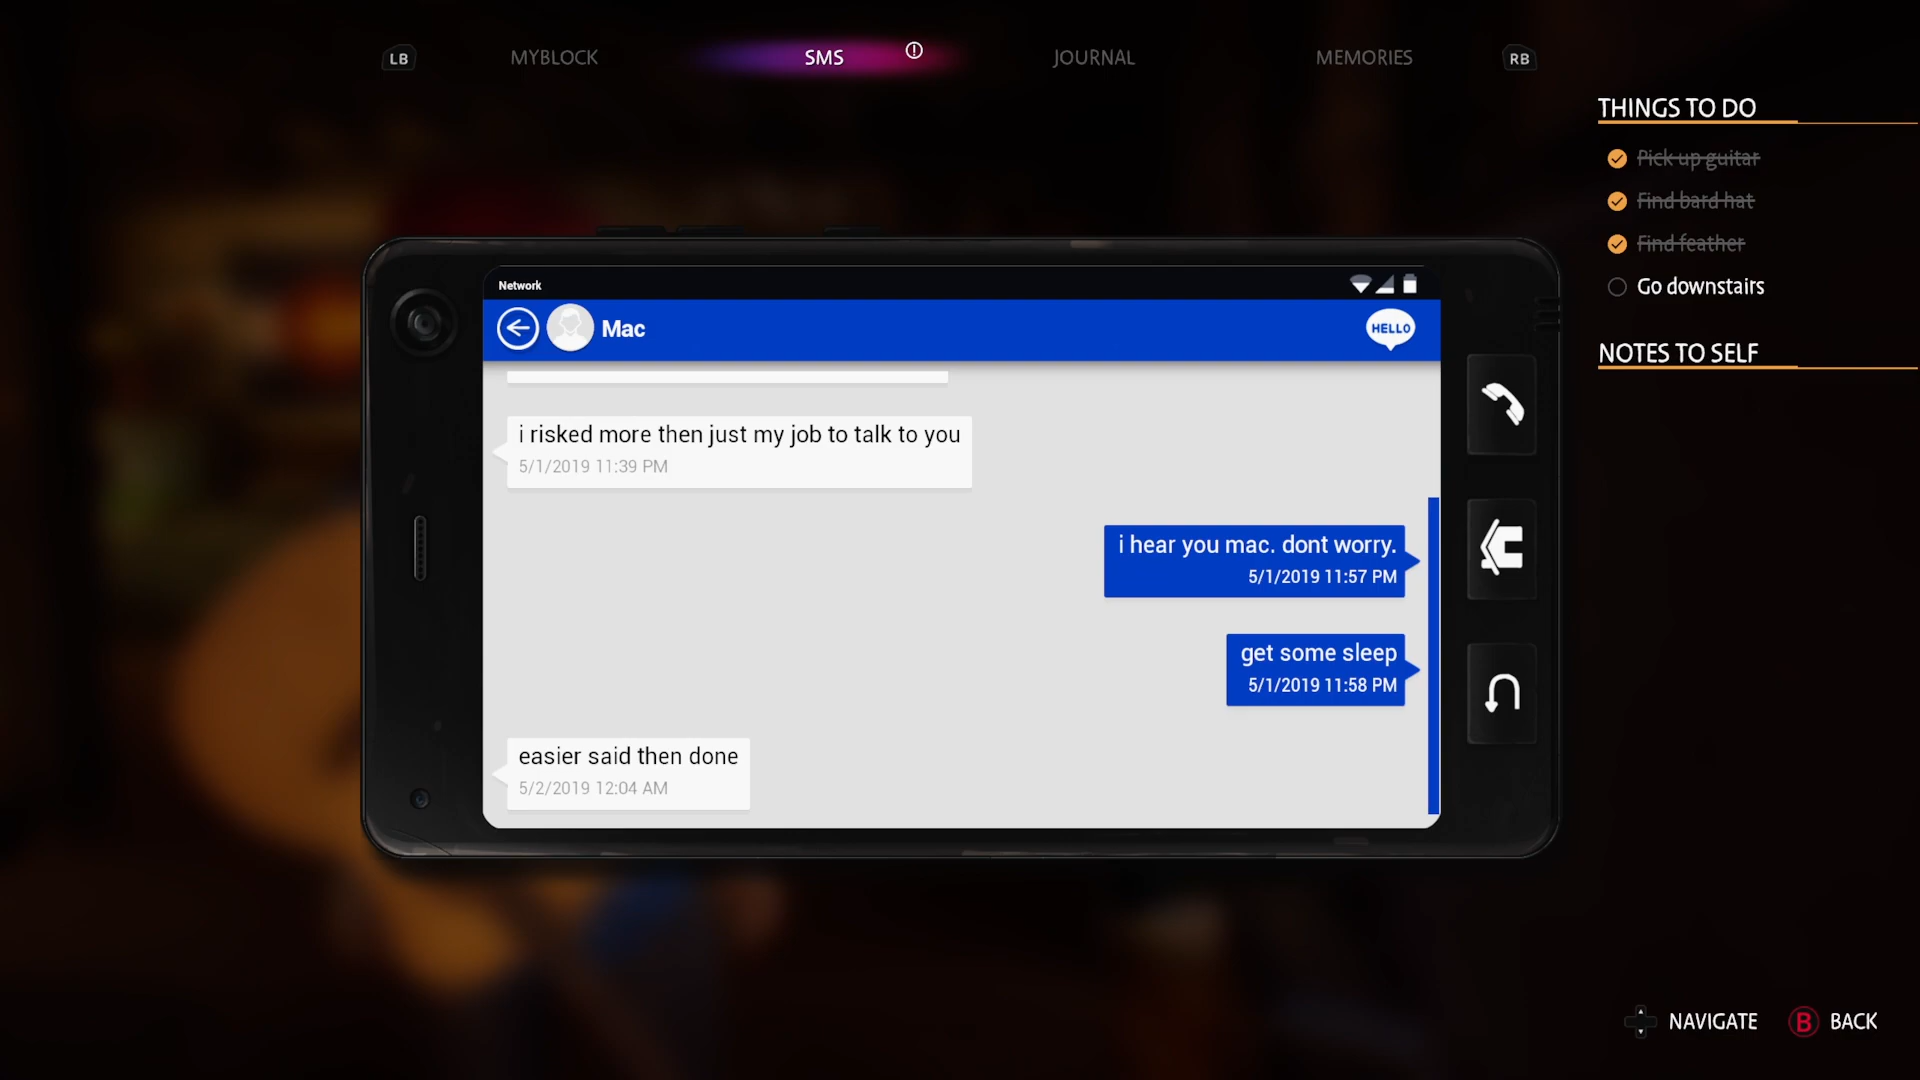 LB
MYBLOCK
SMS
JOURNAL
MEMORIES
RB
THINGS TO DO
Pick up guitar
Find bard hat
Find feather
Go downstairs
NOTES TO SELF
Network
Mac
HELLO
i risked more then just my job to talk to you
5/1/2019 11:39 PM
i hear you mac. dont worry.
5/1/2019 11:57 PM
get some sleep
5/1/2019 11:58 PM
easier said then done
5/2/2019 12:04 AM
NAVIGATE
B BACK